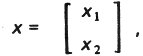 x = [ x₁
x₂ ] ,